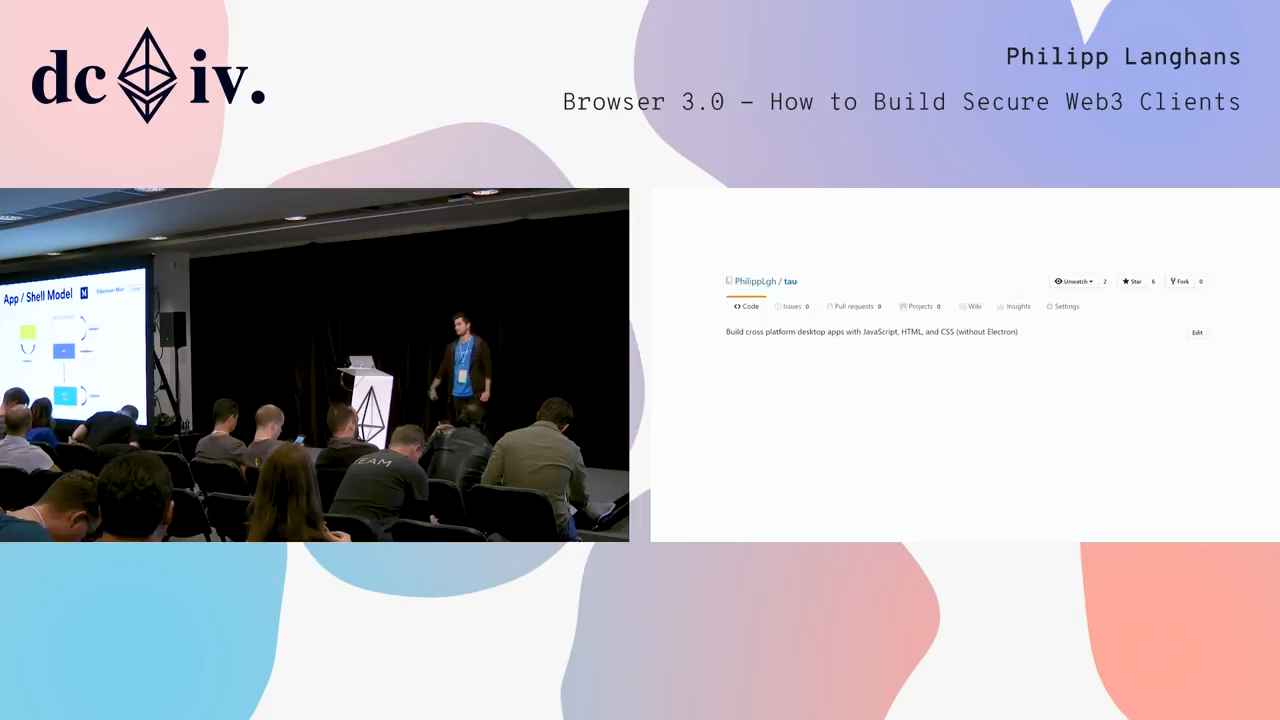 dc iv.
Philipp Langhans
Browser 3.0 – How to Build Secure Web3 Clients
App / Shell Model
Ethereum Mist
TEAM
PhilippLgh / tau
Unwatch 2 Star 6 Fork 0
Code Issues 0 Pull requests 0 Projects 0 Wiki Insights Settings
Build cross platform desktop apps with JavaScript, HTML, and CSS (without Electron)
Edit